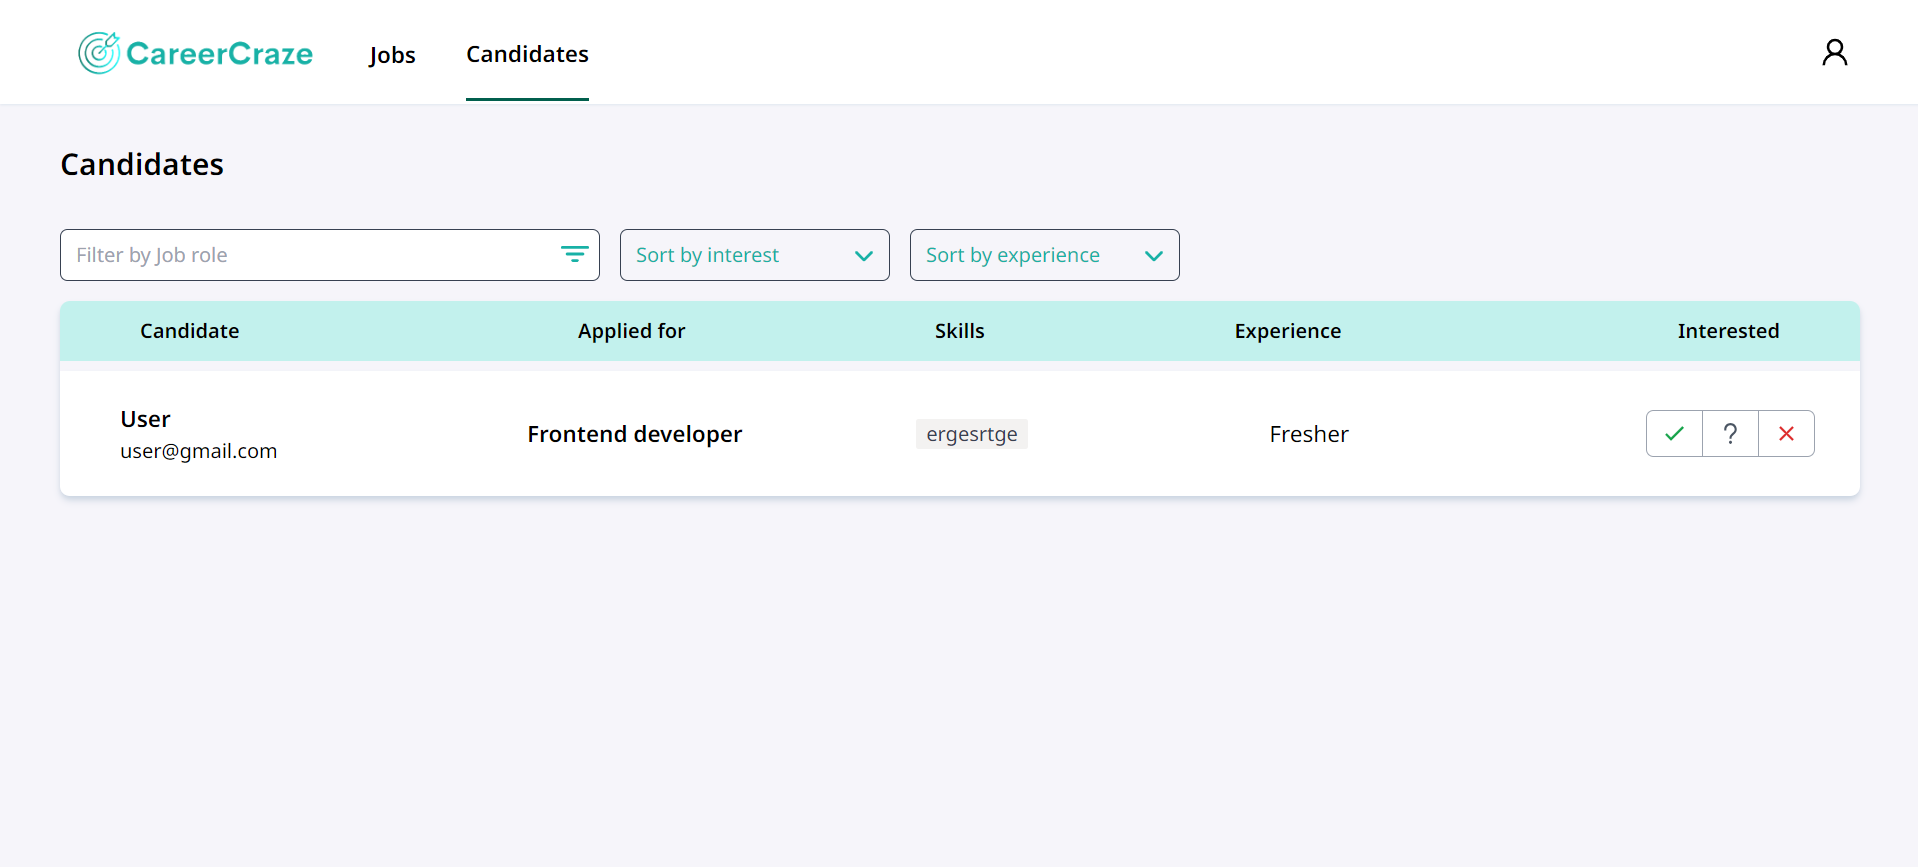 CareerCraze Jobs Candidates
Candidates
Filter by Job role Sort by interest Sort by experience
Candidate Applied for Skills Experience Interested
User
user@gmail.com
Frontend developer ergesrtge Fresher ?